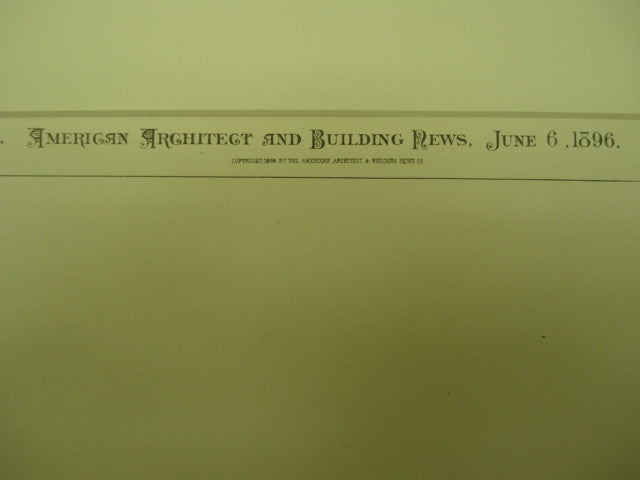 . AMERICAN ARCHITECT AND BUILDING NEWS, JUNE 6 ,1896.
COPYRIGHT 1896 BY THE AMERICAN ARCHITECT & BUILDING NEWS CO